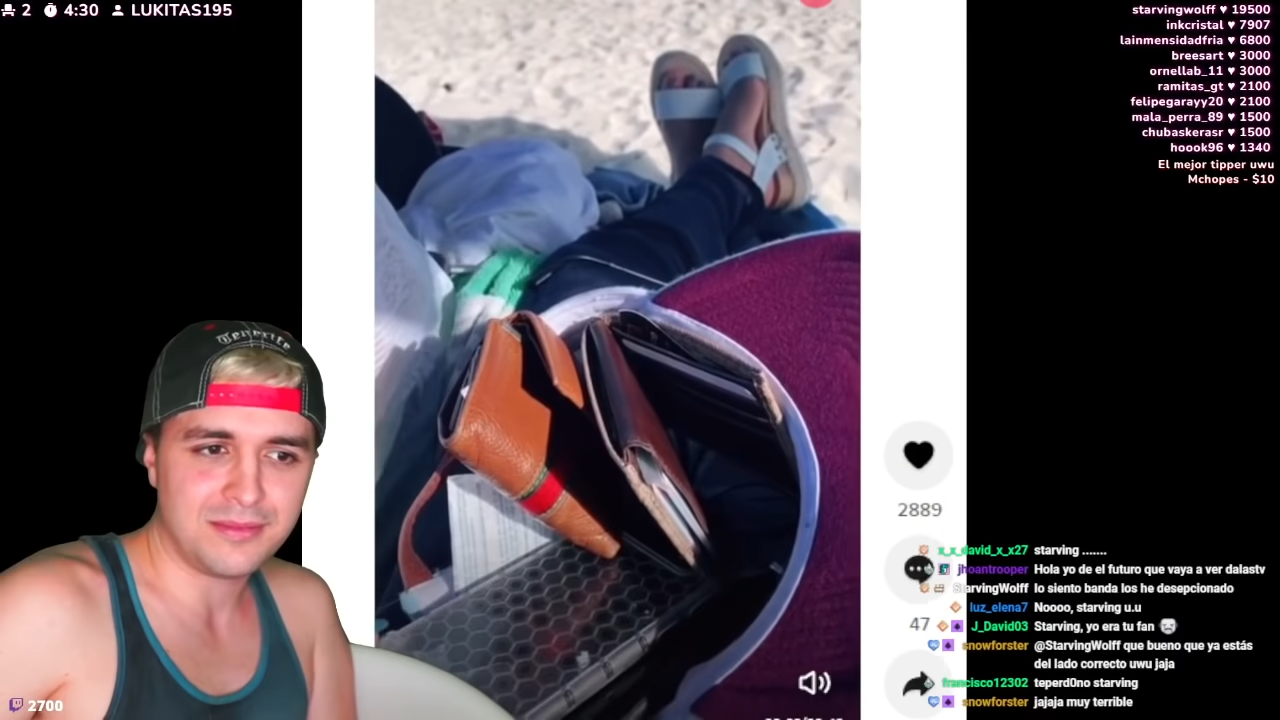 2 4:30 LUKITAS195
starvingwolff ♥ 19500
inkcristal ♥ 7907
lainmensidadfria ♥ 6800
breesart ♥ 3000
ornellab_11 ♥ 3000
ramitas_gt ♥ 2100
felipegarayy20 ♥ 2100
mala_perra_89 ♥ 1500
chubaskerasr ♥ 1500
hoook96 ♥ 1340
El mejor tipper uwu
Mchopes - $10
Tenerife
2889
x_x_david_x_x27 starving .......
jhoantrooper Hola yo de el futuro que vaya a ver dalastv
StarvingWolff lo siento banda los he desepcionado
luz_elena7 Noooo, starving u.u
47
J_David03 Starving, yo era tu fan
snowforster @StarvingWolff que bueno que ya estás
del lado correcto uwu jaja
francisco12302 teperd0no starving
snowforster jajaja muy terrible
2700